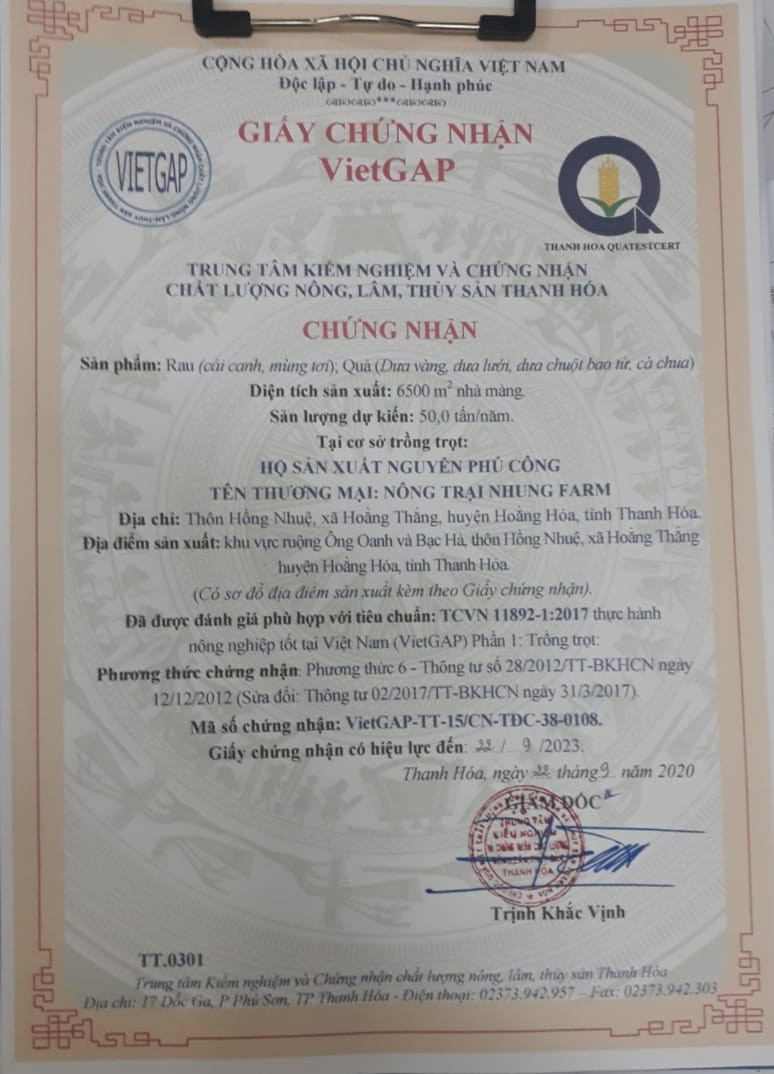 CỘNG HÒA XÃ HỘI CHỦ NGHĨA VIỆT NAM
Độc lập - Tự do - Hạnh phúc
***
GIẤY CHỨNG NHẬN
VietGAP
VIETGAP
THANH HOA QUATESTCERT
TRUNG TÂM KIỂM NGHIỆM VÀ CHỨNG NHẬN
CHẤT LƯỢNG NÔNG, LÂM, THỦY SẢN THANH HÓA
CHỨNG NHẬN
Sản phẩm: Rau (cải canh, mùng tơi); Quả (Dưa vàng, dưa lưới, dưa chuột bao tử, cà chua)
Diện tích sản xuất: 6500 m² nhà màng.
Sản lượng dự kiến: 50,0 tấn/năm.
Tại cơ sở trồng trọt:
HỘ SẢN XUẤT NGUYỄN PHÚ CÔNG
TÊN THƯƠNG MẠI: NÔNG TRẠI NHUNG FARM
Địa chỉ: Thôn Hồng Nhuệ, xã Hoằng Thắng, huyện Hoằng Hóa, tỉnh Thanh Hóa.
Địa điểm sản xuất: khu vực ruộng Ông Oanh và Bạc Hà, thôn Hồng Nhuệ, xã Hoằng Thắng
huyện Hoằng Hóa, tỉnh Thanh Hóa.
(Có sơ đồ địa điểm sản xuất kèm theo Giấy chứng nhận).
Đã được đánh giá phù hợp với tiêu chuẩn: TCVN 11892-1:2017 thực hành
nông nghiệp tốt tại Việt Nam (VietGAP) Phần 1: Trồng trọt:
Phương thức chứng nhận: Phương thức 6 - Thông tư số 28/2012/TT-BKHCN ngày
12/12/2012 (Sửa đổi: Thông tư 02/2017/TT-BKHCN ngày 31/3/2017).
Mã số chứng nhận: VietGAP-TT-15/CN-TĐC-38-0108.
Giấy chứng nhận có hiệu lực đến: 22 / 9 /2023.
Thanh Hóa, ngày 22 tháng 9 năm 2020
GIÁM ĐỐC
TRUNG TÂM
KIỂM NGHIỆM
THANH HÓA
Trịnh Khắc Vịnh
TT.0301
Trung tâm Kiểm nghiệm và Chứng nhận chất lượng nông, lâm, thủy sản Thanh Hóa
Địa chỉ: 17 Dốc Ga, P Phú Sơn, TP Thanh Hóa - Điện thoại: 02373.942.957 – Fax: 02373.942.303